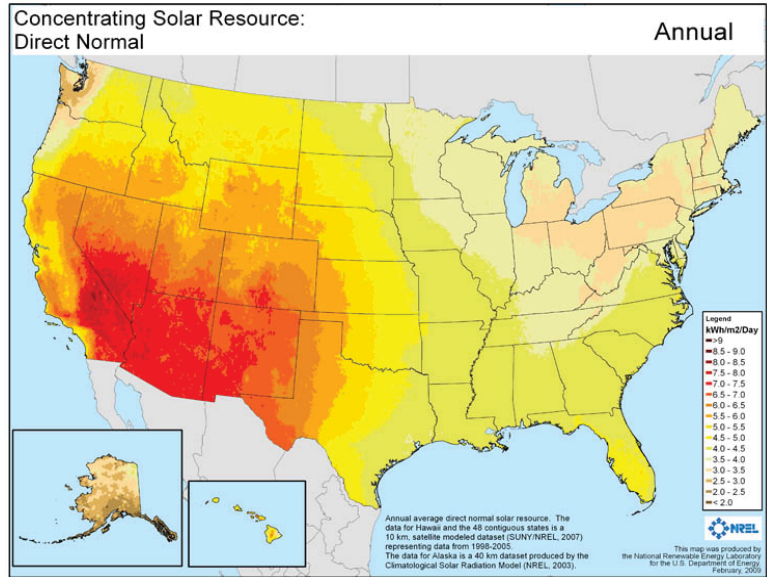 Concentrating Solar Resource:
Direct Normal
Annual
Legend
kWh/m2/Day
>9
8.5 - 9.0
8.0 - 8.5
7.5 - 8.0
7.0 - 7.5
6.5 - 7.0
6.0 - 6.5
5.5 - 6.0
5.0 - 5.5
4.5 - 5.0
4.0 - 4.5
3.5 - 4.0
3.0 - 3.5
2.5 - 3.0
2.0 - 2.5
< 2.0
Annual average direct normal solar resource. The
data for Hawaii and the 48 contiguous states is a
10 km, satellite modeled dataset (SUNY/NREL, 2007)
representing data from 1998-2005.
The data for Alaska is a 40 km dataset produced by the
Climatological Solar Radiation Model (NREL, 2003).
NREL
This map was produced by
the National Renewable Energy Laboratory
for the U.S. Department of Energy.
February, 2009